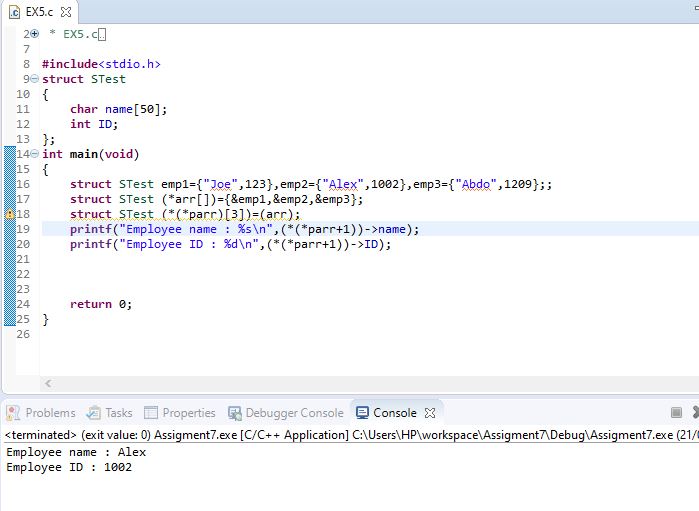 EX5.c
2 * EX5.c
7
8 #include<stdio.h>
9 struct STest
10 {
11 char name[50];
12 int ID;
13 };
14 int main(void)
15 {
16 struct STest emp1={"Joe",123},emp2={"Alex",1002},emp3={"Abdo",1209};;
17 struct STest (*arr[])={&emp1,&emp2,&emp3};
18 struct STest (*(*parr)[3])=(arr);
19 printf("Employee name : %s\n",(*(*parr+1))->name);
20 printf("Employee ID : %d\n",(*(*parr+1))->ID);
21
22
23
24 return 0;
25 }
26
Problems Tasks Properties Debugger Console Console
<terminated> (exit value: 0) Assigment7.exe [C/C++ Application] C:\Users\HP\workspace\Assigment7\Debug\Assigment7.exe (21/
Employee name : Alex
Employee ID : 1002